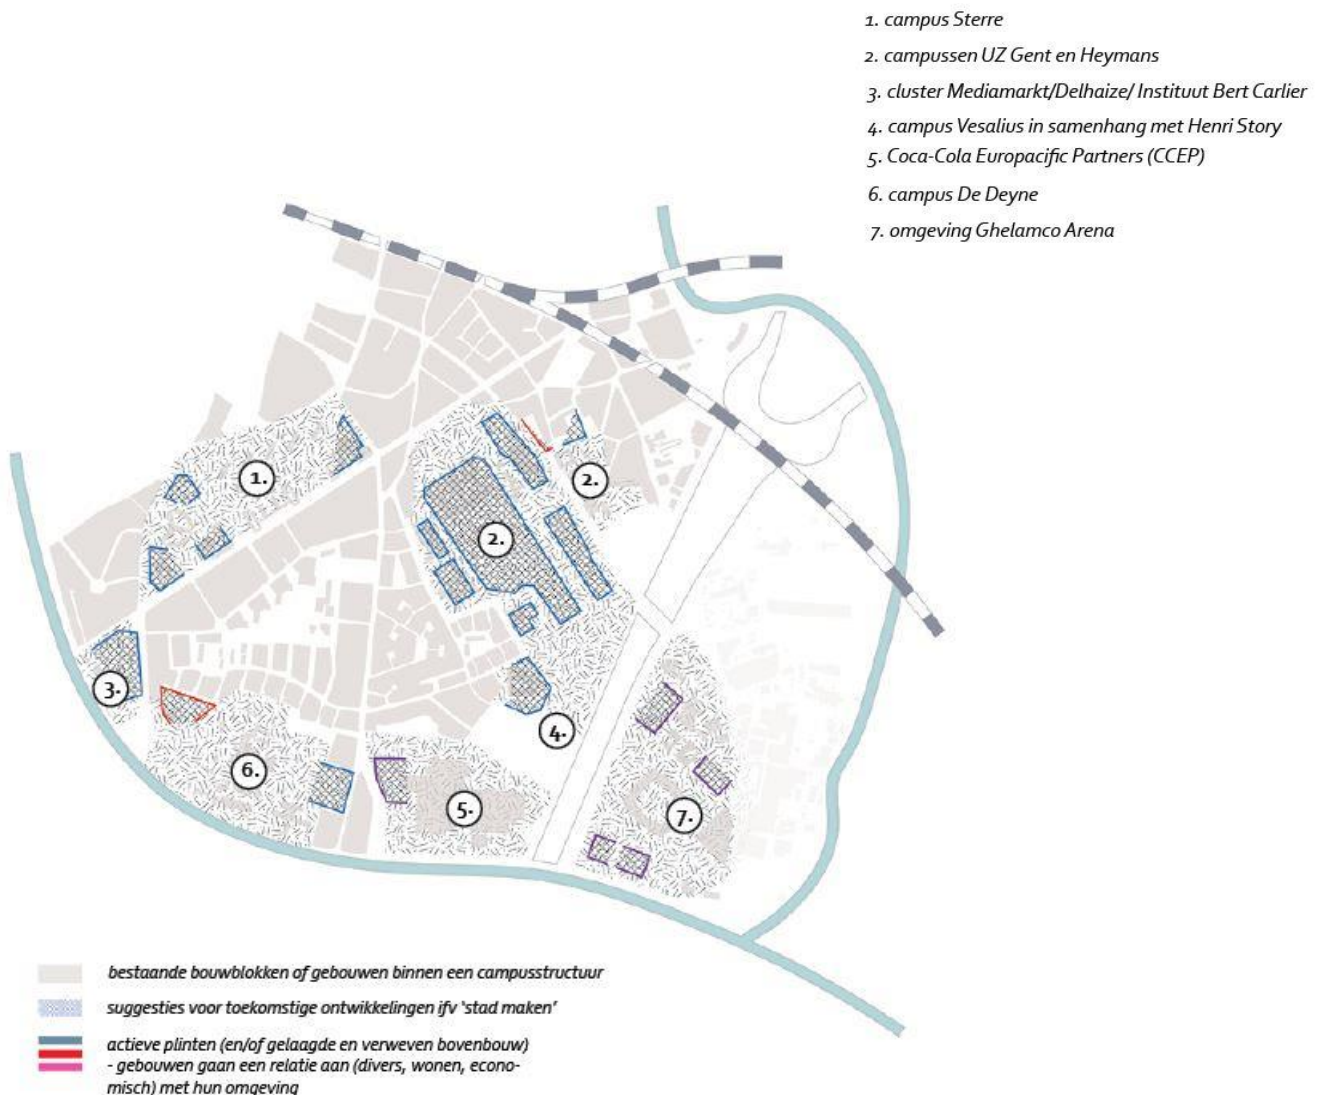 1. campus Sterre
2. campussen UZ Gent en Heymans
3. cluster Mediamarkt/Delhaize/ Instituut Bert Carlier
4. campus Vesalius in samenhang met Henri Story
5. Coca-Cola Europacific Partners (CCEP)
6. campus De Deyne
7. omgeving Ghelamco Arena
1.
2.
2.
3.
4.
6.
5.
7.
bestaande bouwblokken of gebouwen binnen een campusstructuur
suggesties voor toekomstige ontwikkelingen ifv 'stad maken'
actieve plinten (en/of gelaagde en verweven bovenbouw)
- gebouwen gaan een relatie aan (divers, wonen, econo-
misch) met hun omgeving